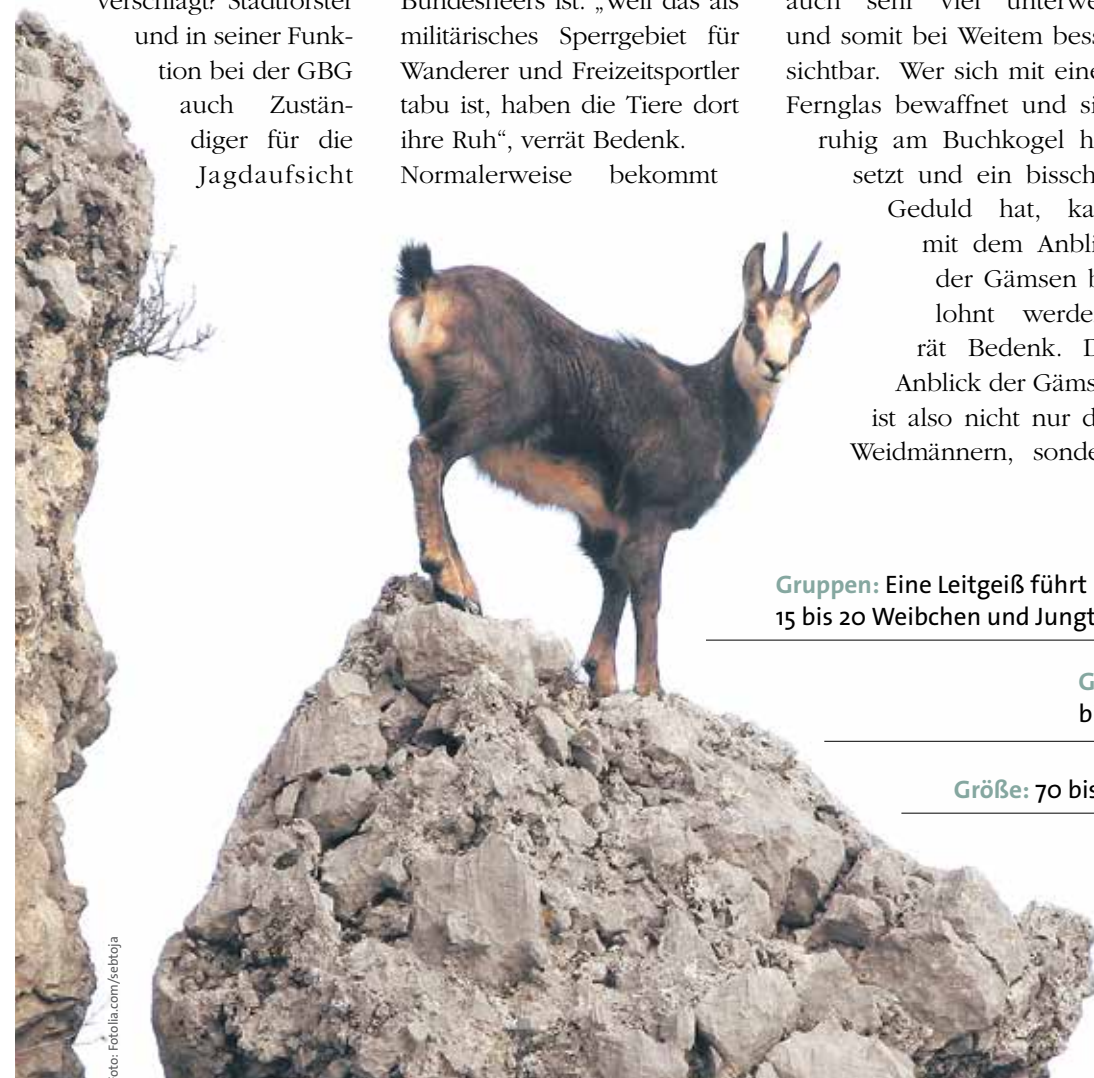 verschlägt? Stadtförster
und in seiner Funk-
tion bei der GBG
auch Zustän-
diger für die
Jagdaufsicht
Bundesheers ist. „Weil das als
militärisches Sperrgebiet für
Wanderer und Freizeitsportler
tabu ist, haben die Tiere dort
ihre Ruh“, verrät Bedenk.
Normalerweise bekommt
auch sehr viel unterwe
und somit bei Weitem bess
sichtbar. Wer sich mit eine
Fernglas bewaffnet und si
ruhig am Buchkogel h
setzt und ein bissch
Geduld hat, ka
mit dem Anbli
der Gämsen b
lohnt werde
rät Bedenk. D
Anblick der Gäms
ist also nicht nur d
Weidmännern, sonde
Gruppen: Eine Leitgeiß führt
15 bis 20 Weibchen und Jungt
G
b
Größe: 70 bis
oto: Fotolia.com/sebtoja